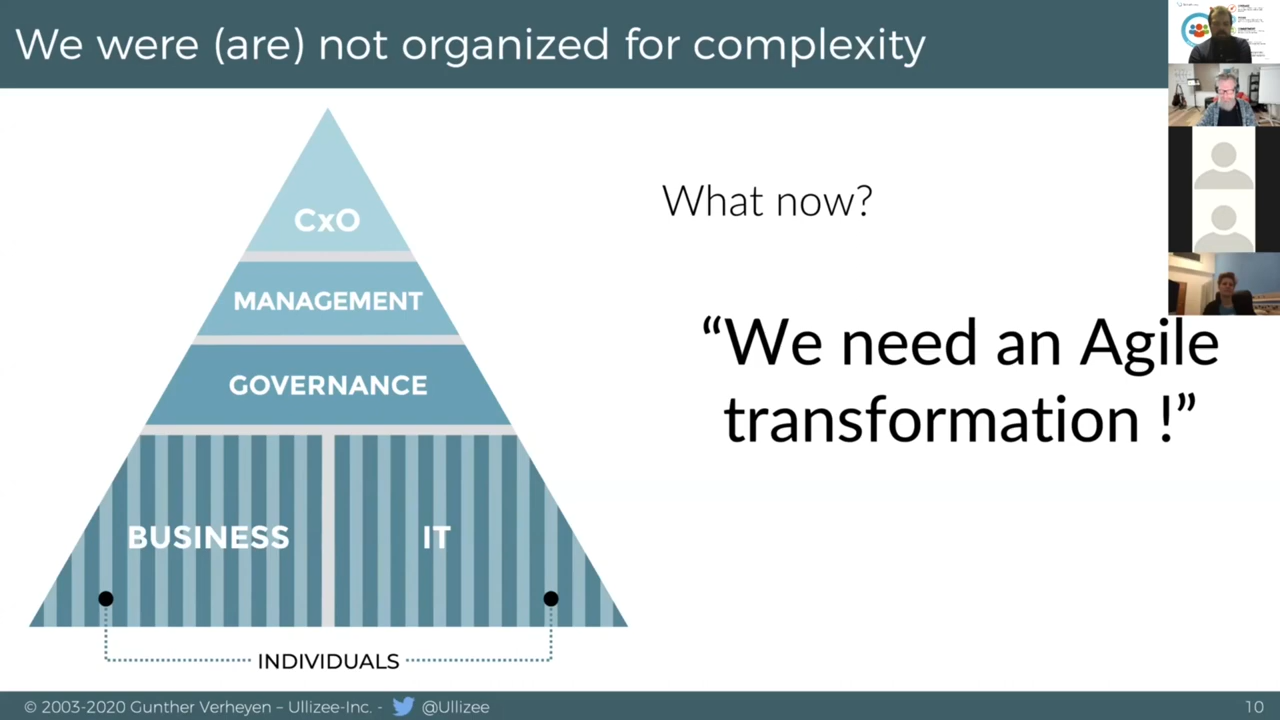 We were (are) not organized for complexity
CxO
MANAGEMENT
GOVERNANCE
BUSINESS
IT
INDIVIDUALS
What now?
“We need an Agile
transformation !”
© 2003-2020 Gunther Verheyen – Ullizee-Inc. - @Ullizee
10